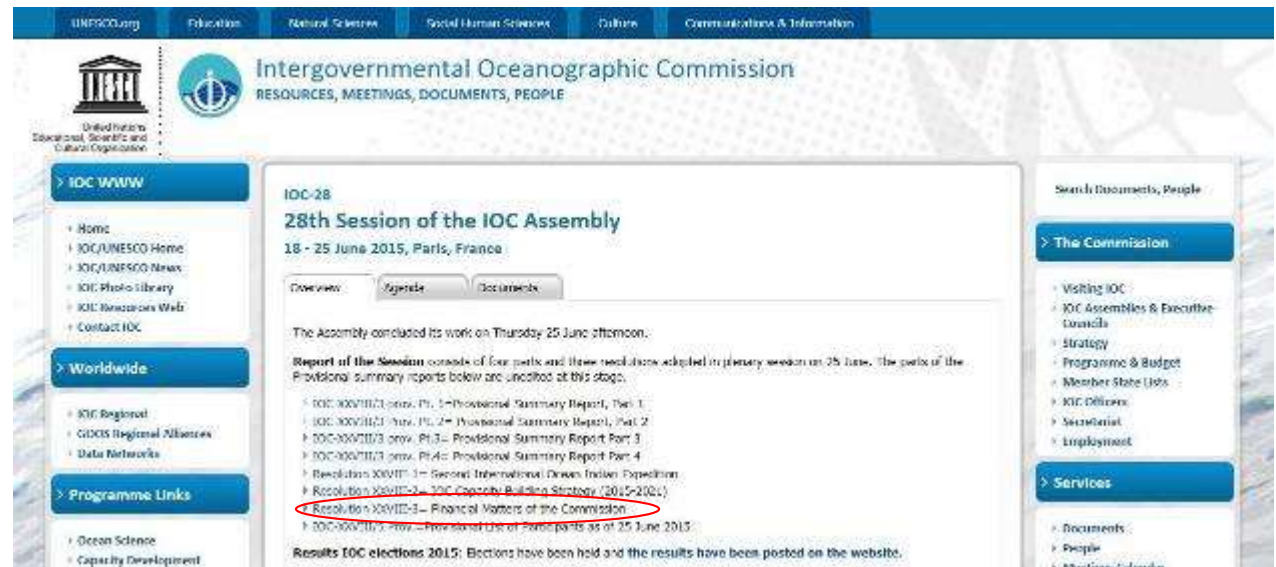 UNESCO.org
Education
Natural Sciences
Social Human Sciences
Culture
Communications & Information
Intergovernmental Oceanographic Commission
RESOURCES, MEETINGS, DOCUMENTS, PEOPLE
United Nations
Educational, Scientific and
Cultural Organization
> IOC WWW
Home
IOC/UNESCO Home
IOC/UNESCO News
IOC Photo Library
IOC Resources Web
Contact IOC
> Worldwide
IOC Regional
GOOS Regional Alliances
Data Networks
> Programme Links
Ocean Science
Capacity Development
IOC-28
28th Session of the IOC Assembly
18 - 25 June 2015, Paris, France
Overview
Agenda
Documents
The Assembly concluded its work on Thursday 25 June afternoon.
Report of the Session consists of four parts and three resolutions adopted in plenary session on 25 June. The parts of the
Provisional summary reports below are unedited at this stage.
IOC-XXVIII/3 prov. Pt. 1= Provisional Summary Report, Part 1
IOC-XXVIII/3 Prov. Pt. 2= Provisional Summary Report, Part 2
IOC-XXVIII/3 prov. Pt.3= Provisional Summary Report Part 3
IOC-XXVIII/3 prov. Pt.4= Provisional Summary Report Part 4
Resolution XXVIII-1= Second International Ocean Indian Expedition
Resolution XXVIII-2= IOC Capacity Building Strategy (2015-2021)
Resolution XXVIII-3= Financial Matters of the Commission
Prov.=Provisional List of Participants as of 25 June 2015
Results IOC elections 2015: Elections have been held and the results have been posted on the website.
Search Documents, People
> The Commission
Visiting IOC
IOC Assemblies & Executive
Councils
Strategy
Programme & Budget
Member State Lists
IOC Officers
Secretariat
Employment
> Services
Documents
People
Meetings Calendar